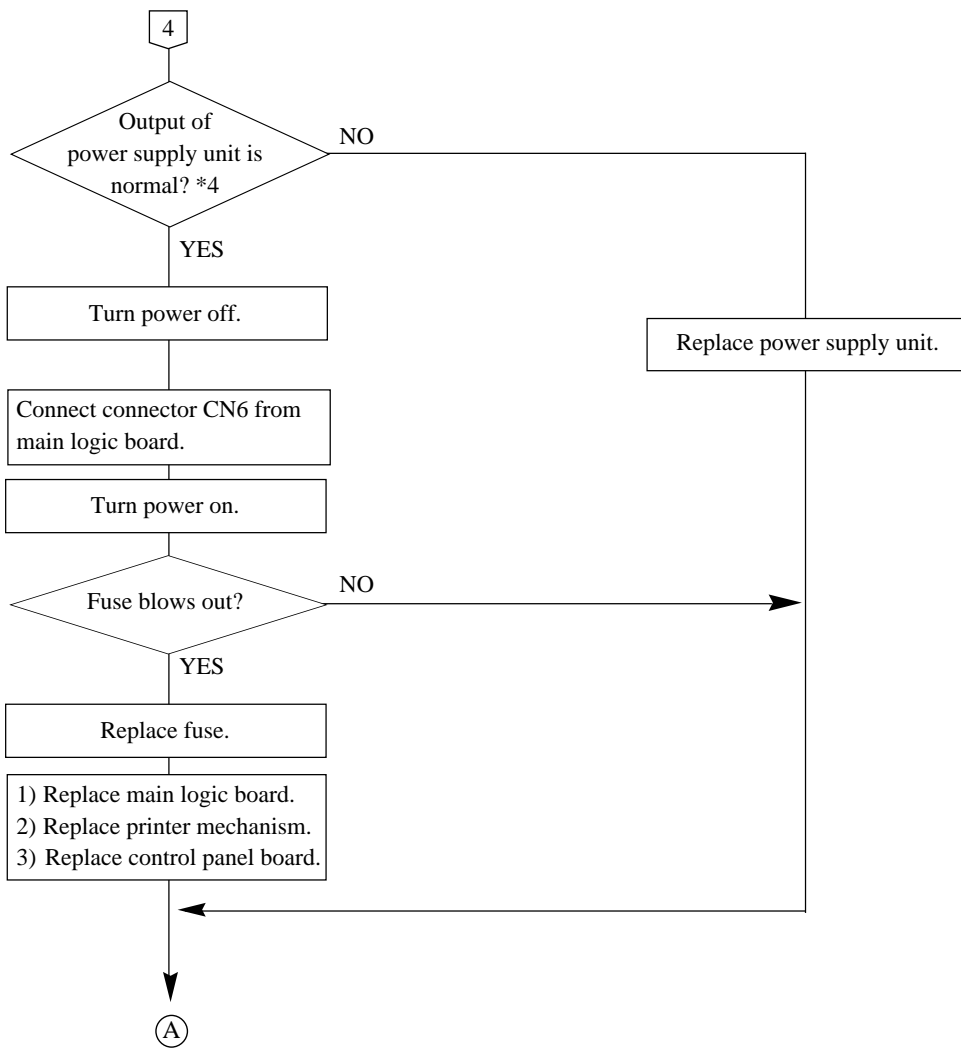 4
Output of
power supply unit is
normal? *4
NO
YES
Turn power off.
Replace power supply unit.
Connect connector CN6 from
main logic board.
Turn power on.
Fuse blows out?
NO
YES
Replace fuse.
1) Replace main logic board.
2) Replace printer mechanism.
3) Replace control panel board.
A